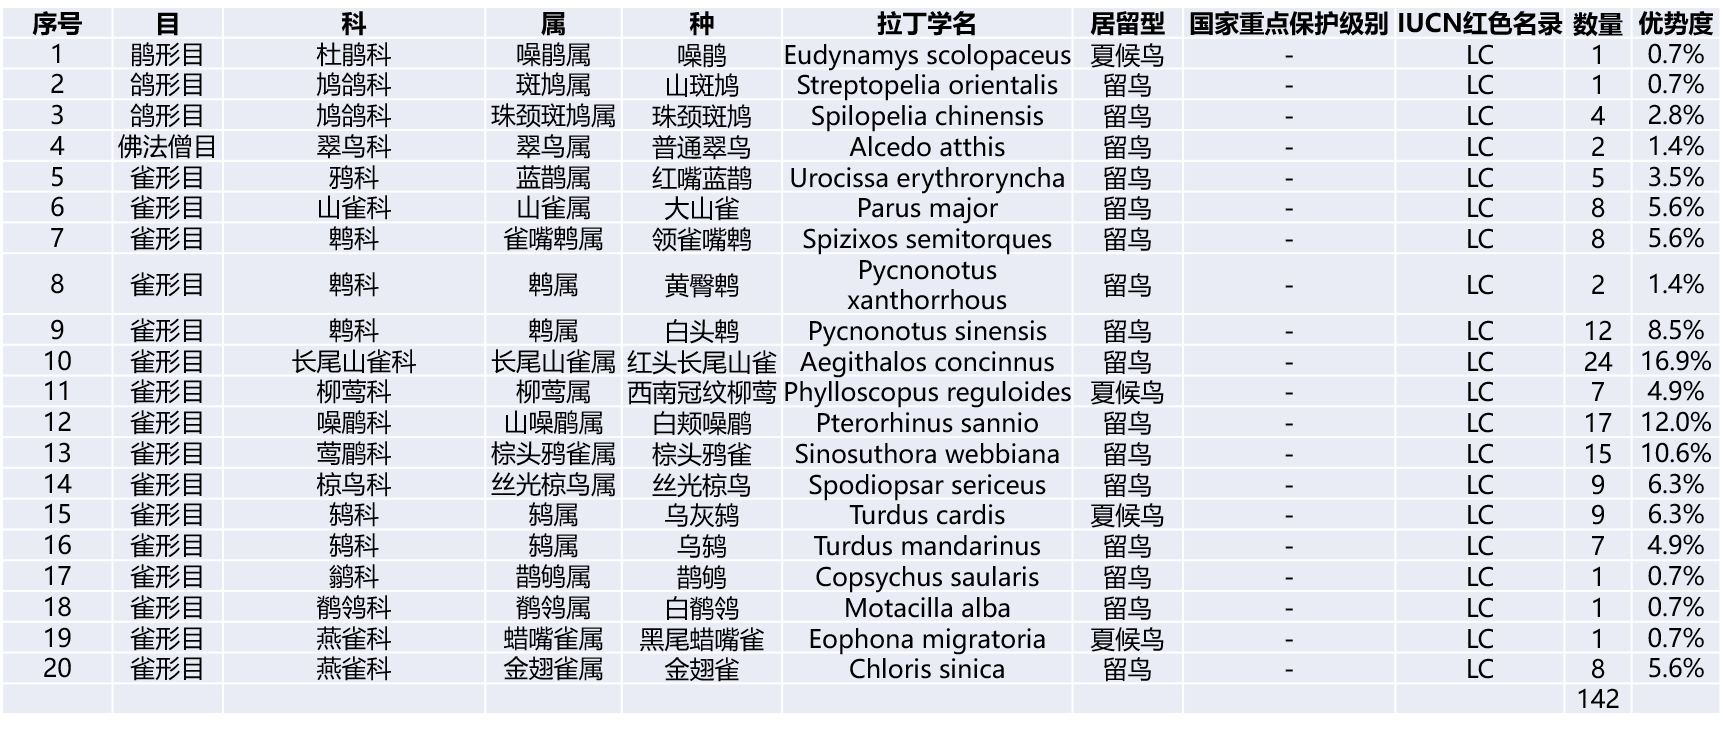 序号 目 科 属 种 拉丁学名 居留型 国家重点保护级别 IUCN红色名录 数量 优势度
1 鹃形目 杜鹃科 噪鹃属 噪鹃 Eudynamys scolopaceus 夏候鸟 - LC 1 0.7%
2 鸽形目 鸠鸽科 斑鸠属 山斑鸠 Streptopelia orientalis 留鸟 - LC 1 0.7%
3 鸽形目 鸠鸽科 珠颈斑鸠属 珠颈斑鸠 Spilopelia chinensis 留鸟 - LC 4 2.8%
4 佛法僧目 翠鸟科 翠鸟属 普通翠鸟 Alcedo atthis 留鸟 - LC 2 1.4%
5 雀形目 鸦科 蓝鹊属 红嘴蓝鹊 Urocissa erythroryncha 留鸟 - LC 5 3.5%
6 雀形目 山雀科 山雀属 大山雀 Parus major 留鸟 - LC 8 5.6%
7 雀形目 鹎科 雀嘴鹎属 领雀嘴鹎 Spizixos semitorques 留鸟 - LC 8 5.6%
8 雀形目 鹎科 鹎属 黄臀鹎 Pycnonotus
xanthorrhous 留鸟 - LC 2 1.4%
9 雀形目 鹎科 鹎属 白头鹎 Pycnonotus sinensis 留鸟 - LC 12 8.5%
10 雀形目 长尾山雀科 长尾山雀属 红头长尾山雀 Aegithalos concinnus 留鸟 - LC 24 16.9%
11 雀形目 柳莺科 柳莺属 西南冠纹柳莺 Phylloscopus reguloides 夏候鸟 - LC 7 4.9%
12 雀形目 噪鹛科 山噪鹛属 白颊噪鹛 Pterorhinus sannio 留鸟 - LC 17 12.0%
13 雀形目 莺鹛科 棕头鸦雀属 棕头鸦雀 Sinosuthora webbiana 留鸟 - LC 15 10.6%
14 雀形目 椋鸟科 丝光椋鸟属 丝光椋鸟 Spodiopsar sericeus 留鸟 - LC 9 6.3%
15 雀形目 鸫科 鸫属 乌灰鸫 Turdus cardis 夏候鸟 - LC 9 6.3%
16 雀形目 鸫科 鸫属 乌鸫 Turdus mandarinus 留鸟 - LC 7 4.9%
17 雀形目 鹟科 鹊鸲属 鹊鸲 Copsychus saularis 留鸟 - LC 1 0.7%
18 雀形目 鹡鸰科 鹡鸰属 白鹡鸰 Motacilla alba 留鸟 - LC 1 0.7%
19 雀形目 燕雀科 蜡嘴雀属 黑尾蜡嘴雀 Eophona migratoria 夏候鸟 - LC 1 0.7%
20 雀形目 燕雀科 金翅雀属 金翅雀 Chloris sinica 留鸟 - LC 8 5.6%
142